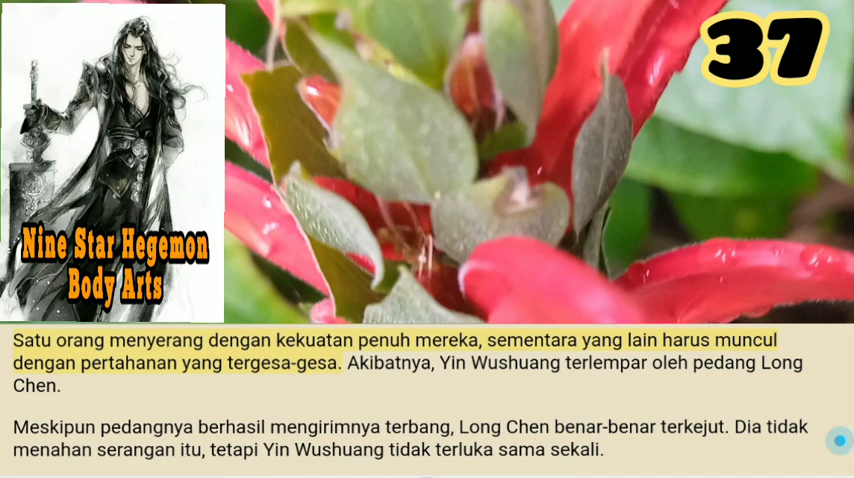 37
Nine Star Hegemon
Body Arts
Satu orang menyerang dengan kekuatan penuh mereka, sementara yang lain harus muncul
dengan pertahanan yang tergesa-gesa. Akibatnya, Yin Wushuang terlempar oleh pedang Long
Chen.
Meskipun pedangnya berhasil mengirimnya terbang, Long Chen benar-benar terkejut. Dia tidak
menahan serangan itu, tetapi Yin Wushuang tidak terluka sama sekali.